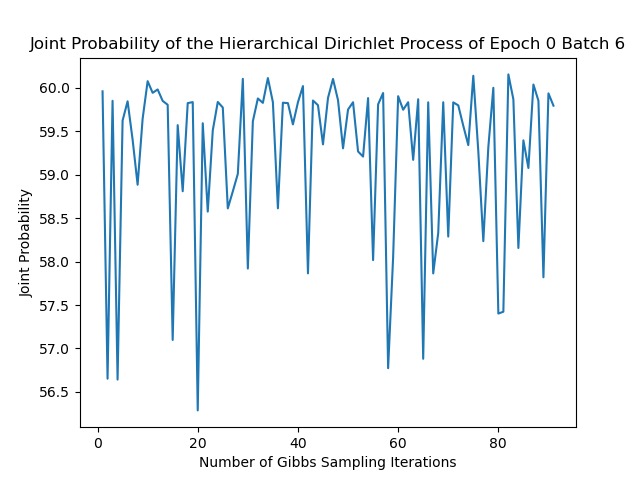 Joint Probability of the Hierarchical Dirichlet Process of Epoch 0 Batch 6
60.0
59.5
59.0
58.5
58.0
57.5
57.0
56.5
Joint Probability
0 20 40 60 80
Number of Gibbs Sampling Iterations